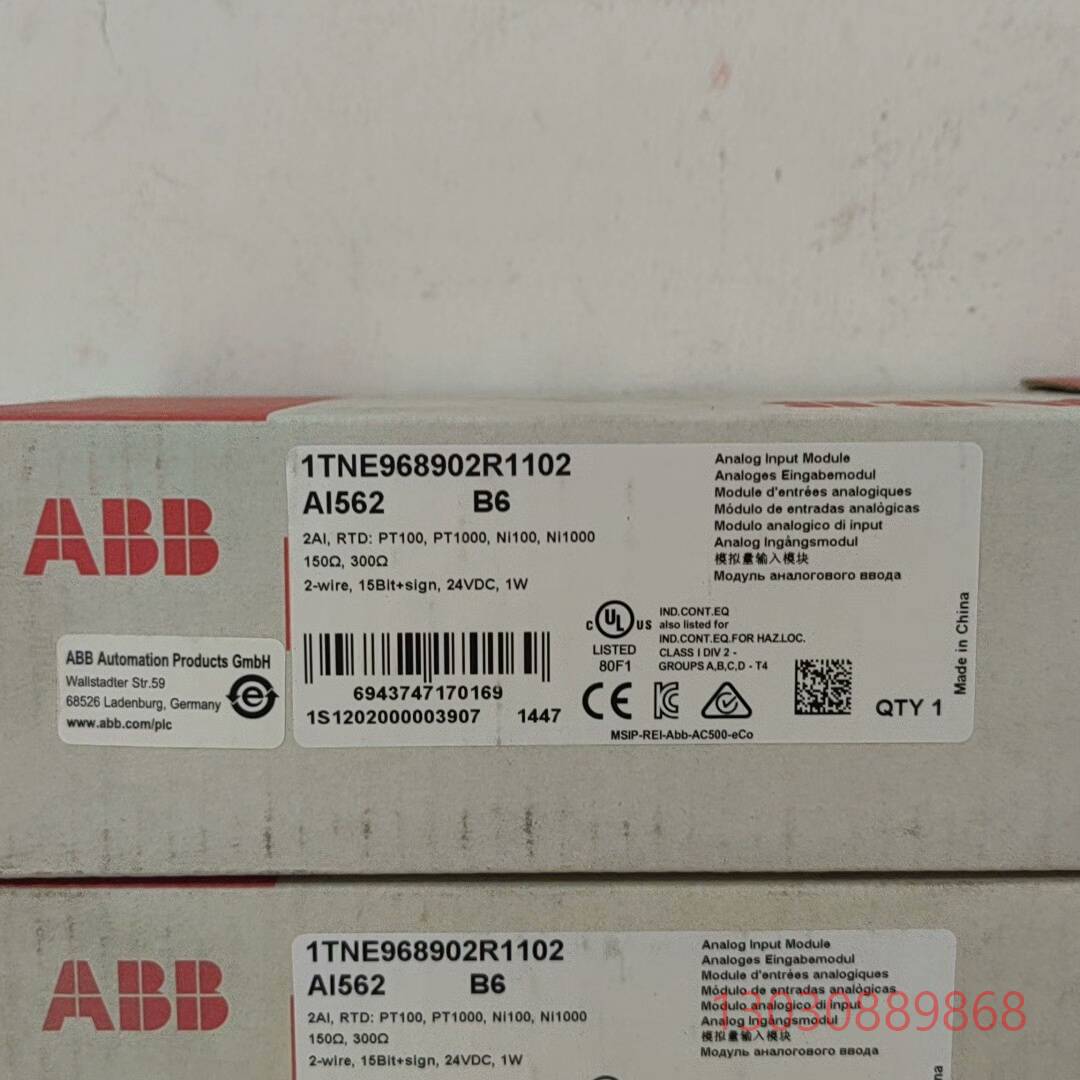 ABB
1TNE968902R1102
AI562 B6
2AI, RTD: PT100, PT1000, Ni100, Ni1000
150Ω, 300Ω
2-wire, 15Bit+sign, 24VDC, 1W
Analog Input Module
Analoges Eingabemodul
Module d'entrées analogiques
Módulo de entradas analógicas
Modulo analogico di input
Analog Ingångsmodul
模拟量输入模块
Модуль аналогового ввода
ABB Automation Products GmbH
Wallstadter Str.59
68526 Ladenburg, Germany
www.abb.com/plc
e
6943747170169
1S1202000003907 1447
C UL US
LISTED
80F1
IND.CONT.EQ
also listed for
IND.CONT.EQ.FOR HAZ.LOC.
CLASS I DIV 2 -
GROUPS A,B,C,D - T4
CE
MSIP-REI-Abb-AC500-eCo
QTY 1
Made in China
ABB
1TNE968902R1102
AI562 B6
2AI, RTD: PT100, PT1000, Ni100, Ni1000
150Ω, 300Ω
2-wire, 15Bit+sign, 24VDC, 1W
Analog Input Module
Analoges Eingabemodul
Module d'entrées analogiques
Módulo de entradas analógicas
Modulo analogico di input
Analog Ingångsmodul
模拟量输入模块
Модуль аналогового ввода
13030889868